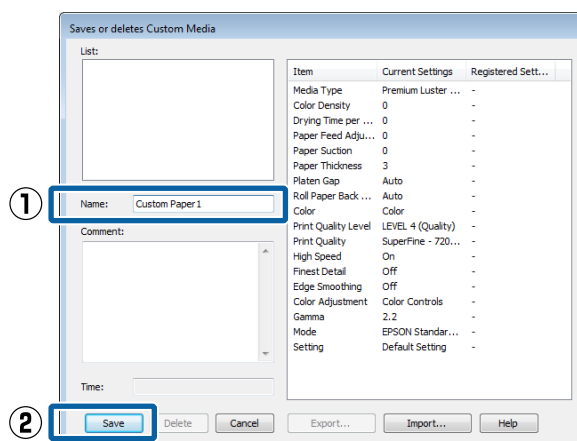 Saves or deletes Custom Media
List:
Item Current Settings Registered Sett...
Media Type Premium Luster ... -
Color Density 0 -
Drying Time per ... 0 -
Paper Feed Adju... 0 -
Paper Suction 0 -
Paper Thickness 3 -
Platen Gap Auto -
Roll Paper Back ... Auto -
Color Color -
Print Quality Level LEVEL 4 (Quality) -
Print Quality SuperFine - 720... -
High Speed On -
Finest Detail Off -
Edge Smoothing Off -
Color Adjustment Color Controls -
Gamma 2.2 -
Mode EPSON Standar... -
Setting Default Setting -
① Name: Custom Paper1
Comment:
Time:
② Save Delete Cancel Export... Import... Help